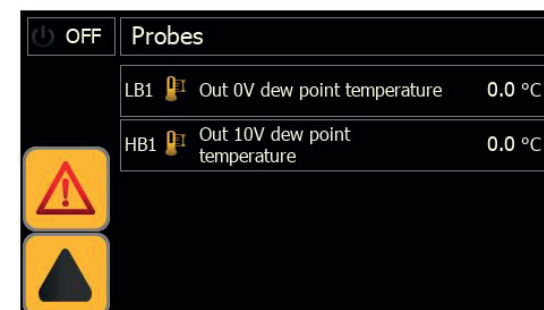 OFF
Probes
LB1 Out 0V dew point temperature 0.0 °C
HB1 Out 10V dew point
temperature 0.0 °C